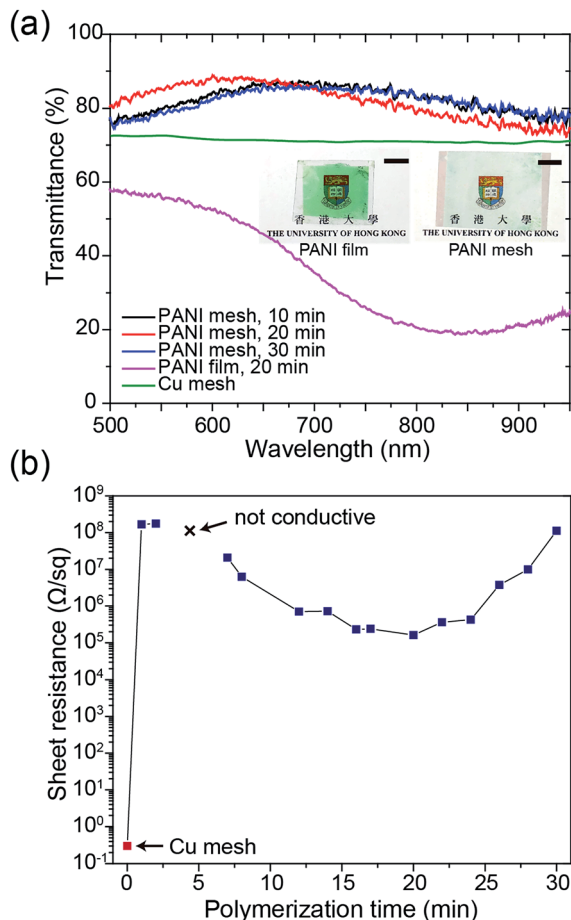 (a)
100
80
60
40
20
0
Transmittance (%)
香 港 大 學
THE UNIVERSITY OF HONG KONG
PANI film
香 港 大 學
THE UNIVERSITY OF HONG KONG
PANI mesh
PANI mesh, 10 min
PANI mesh, 20 min
PANI mesh, 30 min
PANI film, 20 min
Cu mesh
500 600 700 800 900
Wavelength (nm)
(b)
10⁹
10⁸
10⁷
10⁶
10⁵
10⁴
10³
10²
10¹
10⁰
10⁻¹
Sheet resistance (Ω/sq)
not conductive
Cu mesh
0 5 10 15 20 25 30
Polymerization time (min)